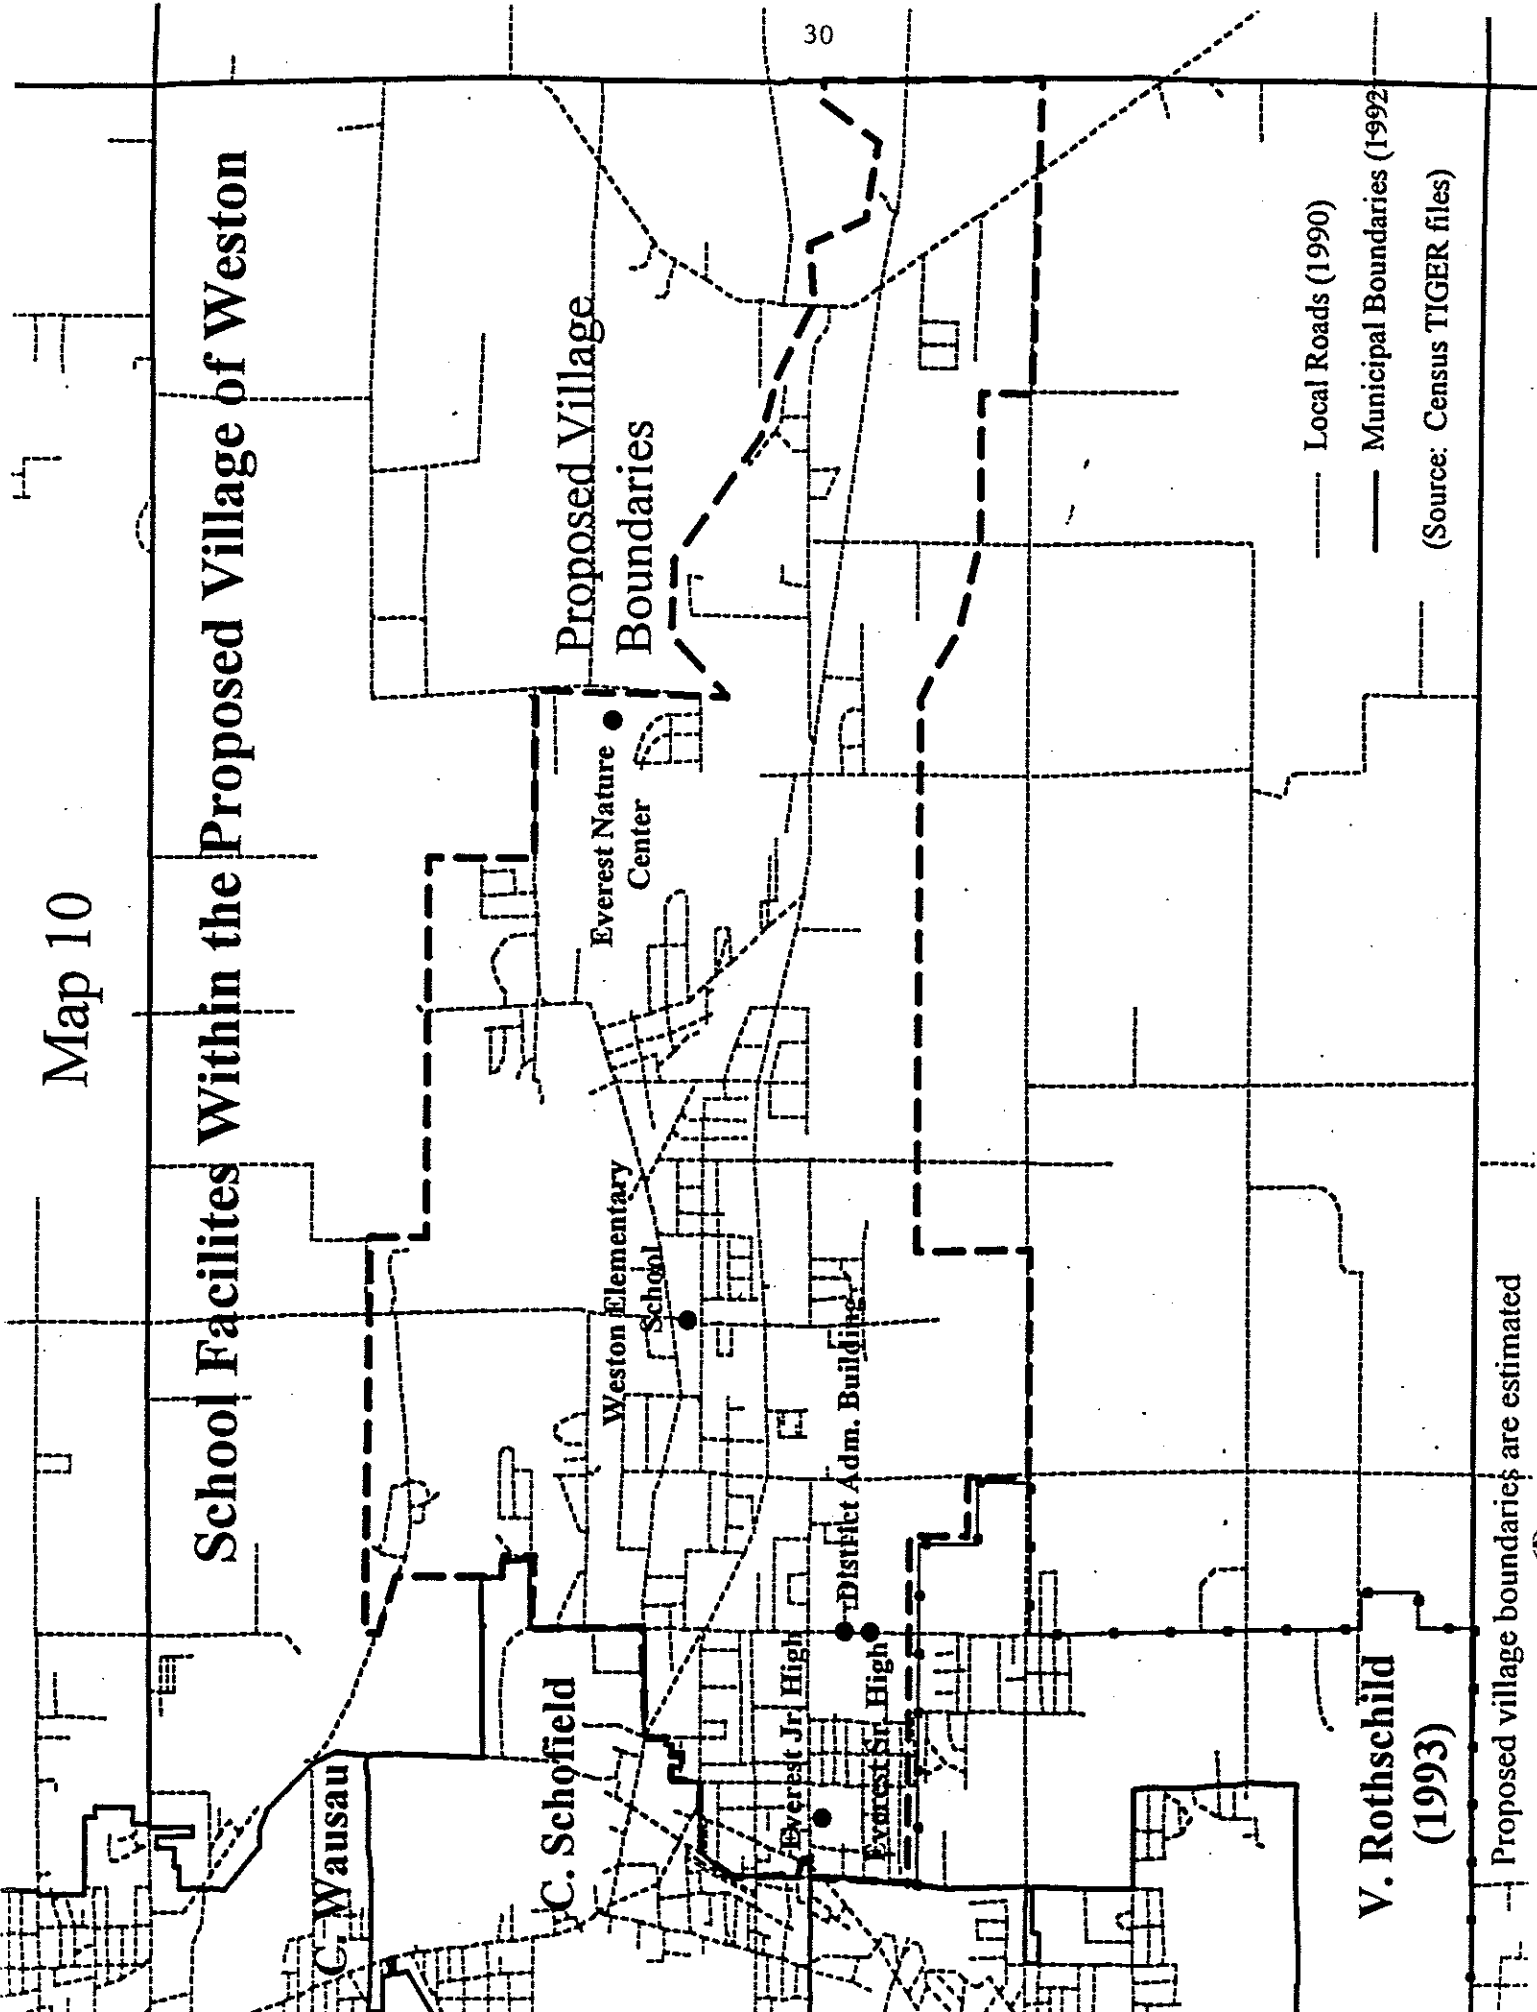 30
Map 10
School Facilites Within the Proposed Village of Weston
Proposed Village
Boundaries
Everest Nature
Center
Weston Elementary
School
District Adm. Building
Everest Jr. High
Everest Sr. High
C. Wausau
C. Schofield
V. Rothschild
(1993)
Local Roads (1990)
Municipal Boundaries (1992
(Source: Census TIGER files)
Proposed village boundaries are estimated